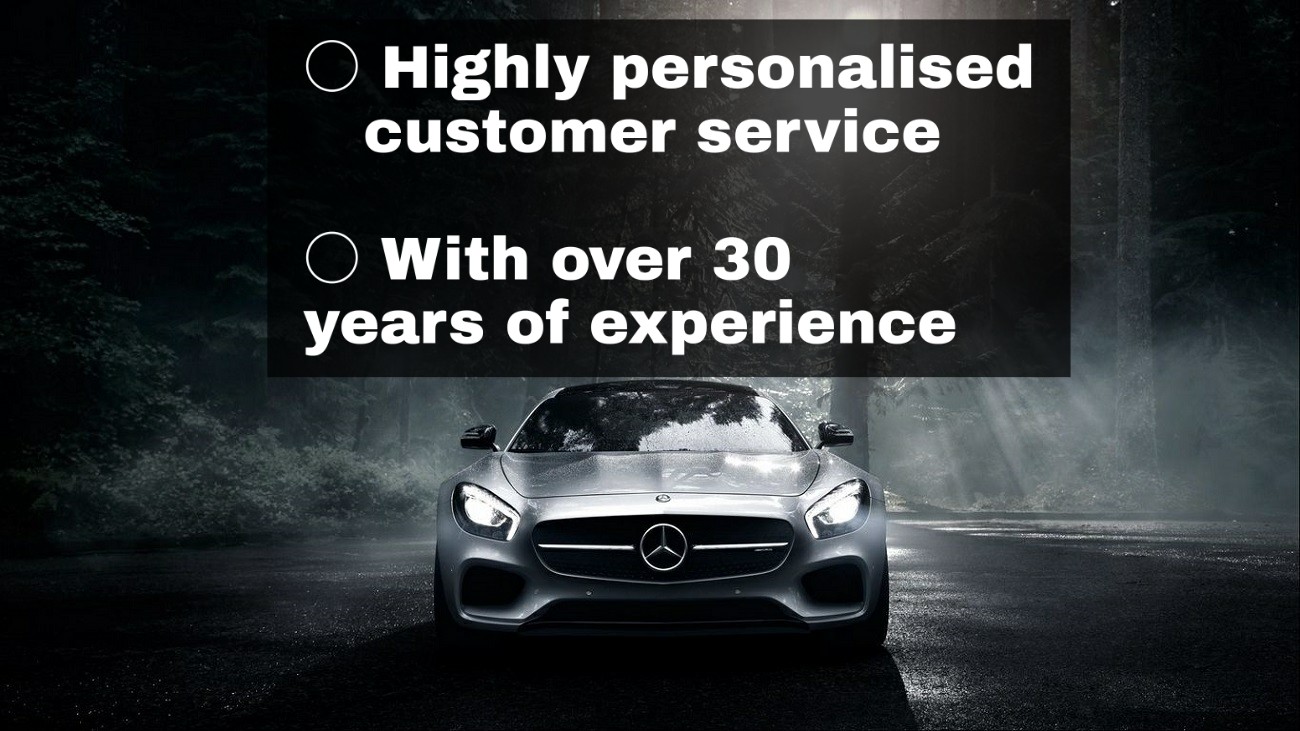 ○ Highly personalised
customer service
○ With over 30
years of experience